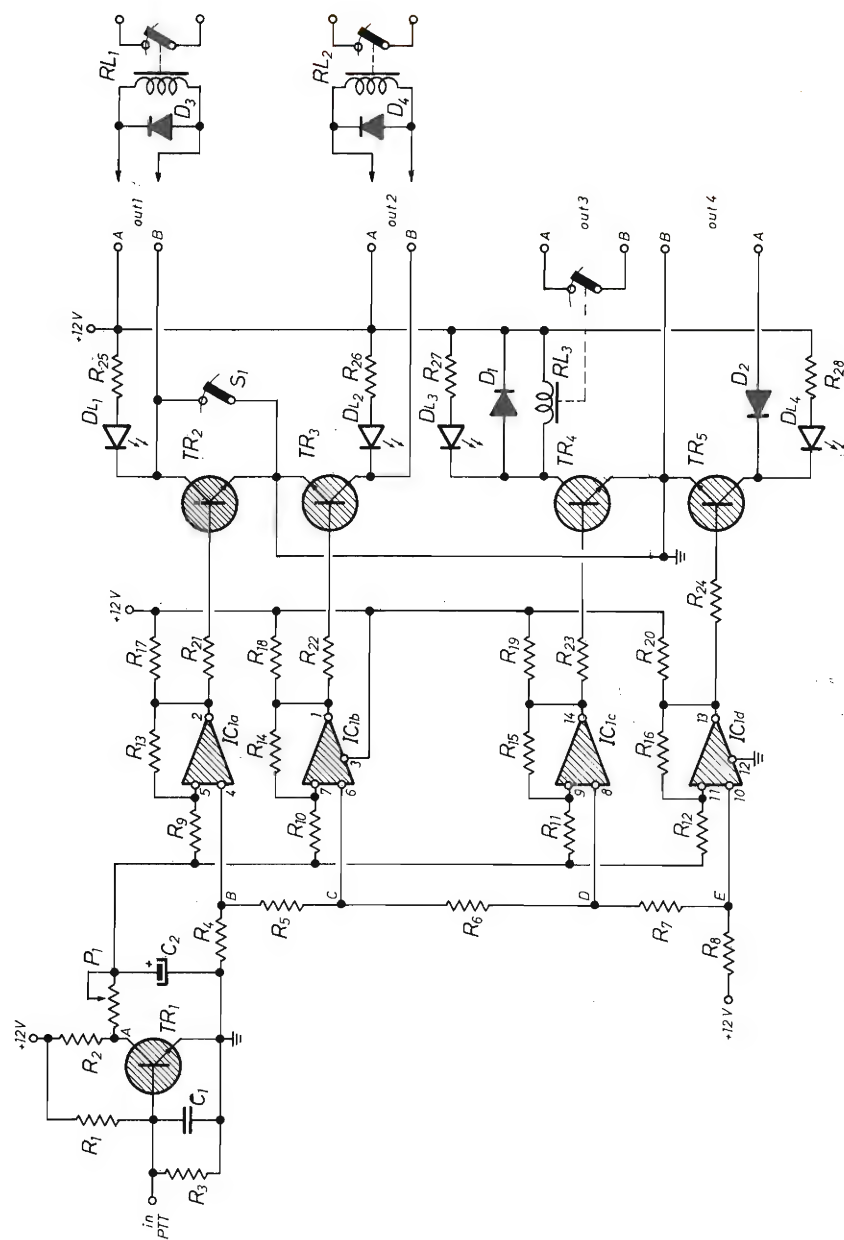 in
PTT
R3
R1
C1
+12V
R2
A
TR1
P1
+
C2
R4
B
R5
C
R6
D
R7
E
R8
+12V
R9
5
4
2
IC1a
R13
R17
+12V
R21
R10
7
6
3
1
IC1b
R14
R18
R22
R11
9
8
14
IC1c
R15
R19
R23
R12
11
10
12
13
IC1d
R16
R20
R24
TR2
DL1
R25
+12V
S1
TR3
DL2
R26
TR4
DL3
R27
D1
RL3
TR5
D2
DL4
R28
A
out1
B
A
out2
B
A
out3
B
B
out4
A
D3
RL1
D4
RL2